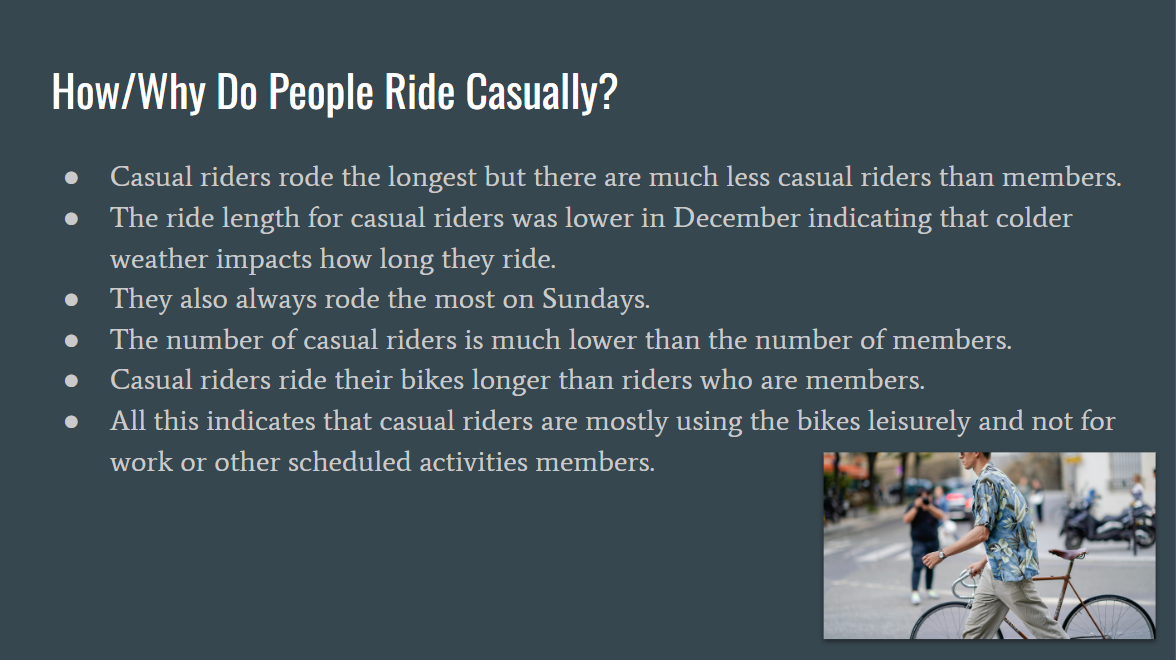 How/Why Do People Ride Casually?
● Casual riders rode the longest but there are much less casual riders than members.
● The ride length for casual riders was lower in December indicating that colder
weather impacts how long they ride.
● They also always rode the most on Sundays.
● The number of casual riders is much lower than the number of members.
● Casual riders ride their bikes longer than riders who are members.
● All this indicates that casual riders are mostly using the bikes leisurely and not for
work or other scheduled activities members.